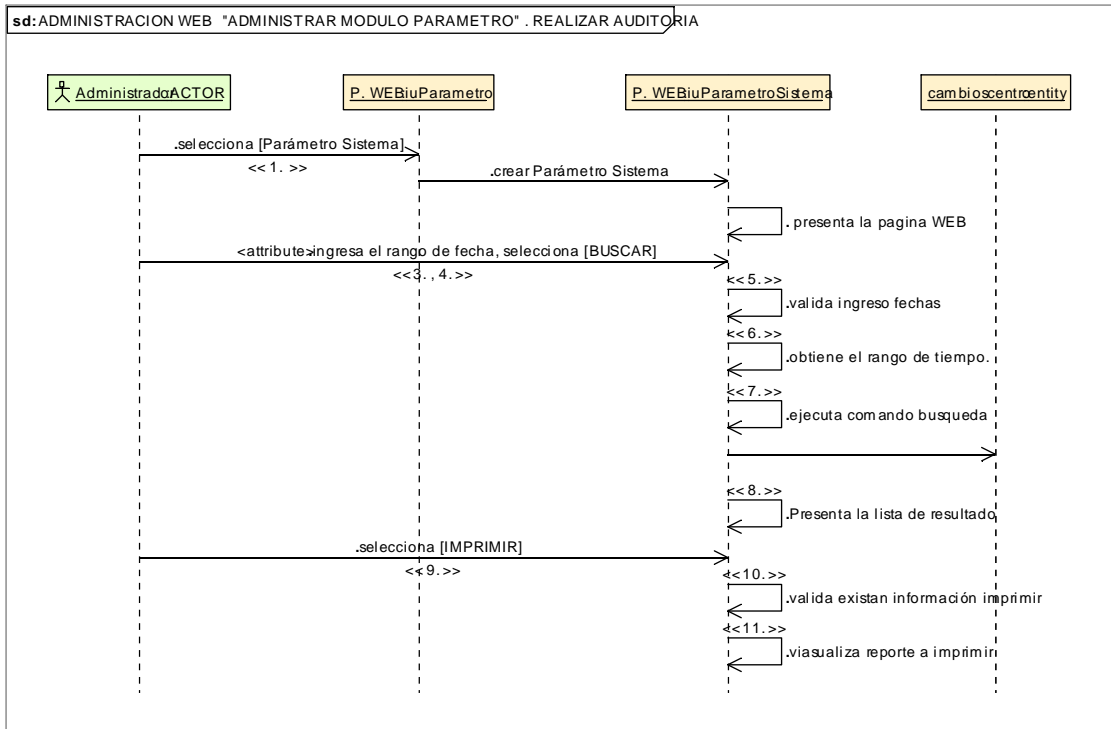 sd:ADMINISTRACION WEB "ADMINISTRAR MODULO PARAMETRO" . REALIZAR AUDITORIA
AdministradorACTOR
P. WEBiuParametro
P. WEBiuParametroSistema
cambioscentroentity
.selecciona [Parámetro Sistema]
<<1. >>
.crear Parámetro Sistema
. presenta la pagina WEB
<attribute>ingresa el rango de fecha, selecciona [BUSCAR]
<<3. , 4.>>
<<5.>>
.valida ingreso fechas
<<6.>>
.obtiene el rango de tiempo.
<<7.>>
.ejecuta comando busqueda
<<8.>>
.Presenta la lista de resultado
.selecciona [IMPRIMIR]
<<9.>>
<<10.>>
.valida existan información imprimir
<<11.>>
.viasualiza reporte a imprimir